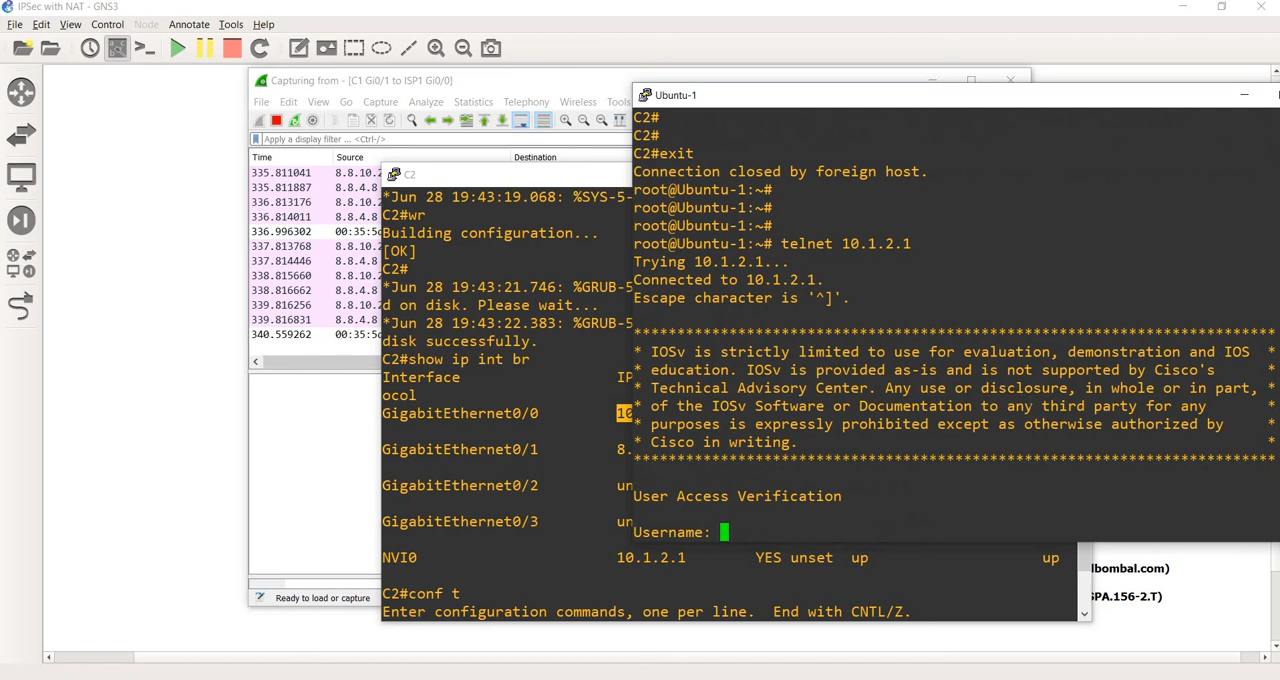 IPSec with NAT - GNS3
File Edit View Control Node Annotate Tools Help
Capturing from - [C1 Gi0/1 to ISP1 Gi0/0]
File Edit View Go Capture Analyze Statistics Telephony Wireless Tools
Apply a display filter ... <Ctrl-/>
Time Source Destination
335.811041 8.8.10.
335.811887 8.8.4.8
336.813176 8.8.10.
336.814011 8.8.4.8
336.996302 00:35:5
337.813768 8.8.10.
337.814446 8.8.4.8
338.815660 8.8.10.
338.816662 8.8.4.8
339.816256 8.8.10.
339.816831 8.8.4.8
340.559262 00:35:5
Ready to load or capture
C2
*Jun 28 19:43:19.068: %SYS-5-
C2#wr
Building configuration...
[OK]
C2#
*Jun 28 19:43:21.746: %GRUB-5
d on disk. Please wait...
*Jun 28 19:43:22.383: %GRUB-5
disk successfully.
C2#show ip int br
Interface IP
ocol
GigabitEthernet0/0 10
GigabitEthernet0/1 8.
GigabitEthernet0/2 un
GigabitEthernet0/3 un
NVI0 10.1.2.1 YES unset up up
C2#conf t
Enter configuration commands, one per line. End with CNTL/Z.
Ubuntu-1
C2#
C2#
C2#exit
Connection closed by foreign host.
root@Ubuntu-1:~#
root@Ubuntu-1:~#
root@Ubuntu-1:~#
root@Ubuntu-1:~# telnet 10.1.2.1
Trying 10.1.2.1...
Connected to 10.1.2.1.
Escape character is '^]'.
**************************************************************************
* IOSv is strictly limited to use for evaluation, demonstration and IOS *
* education. IOSv is provided as-is and is not supported by Cisco's *
* Technical Advisory Center. Any use or disclosure, in whole or in part, *
* of the IOSv Software or Documentation to any third party for any *
* purposes is expressly prohibited except as otherwise authorized by *
* Cisco in writing. *
**************************************************************************
User Access Verification
Username:
lbombal.com)
SPA.156-2.T)